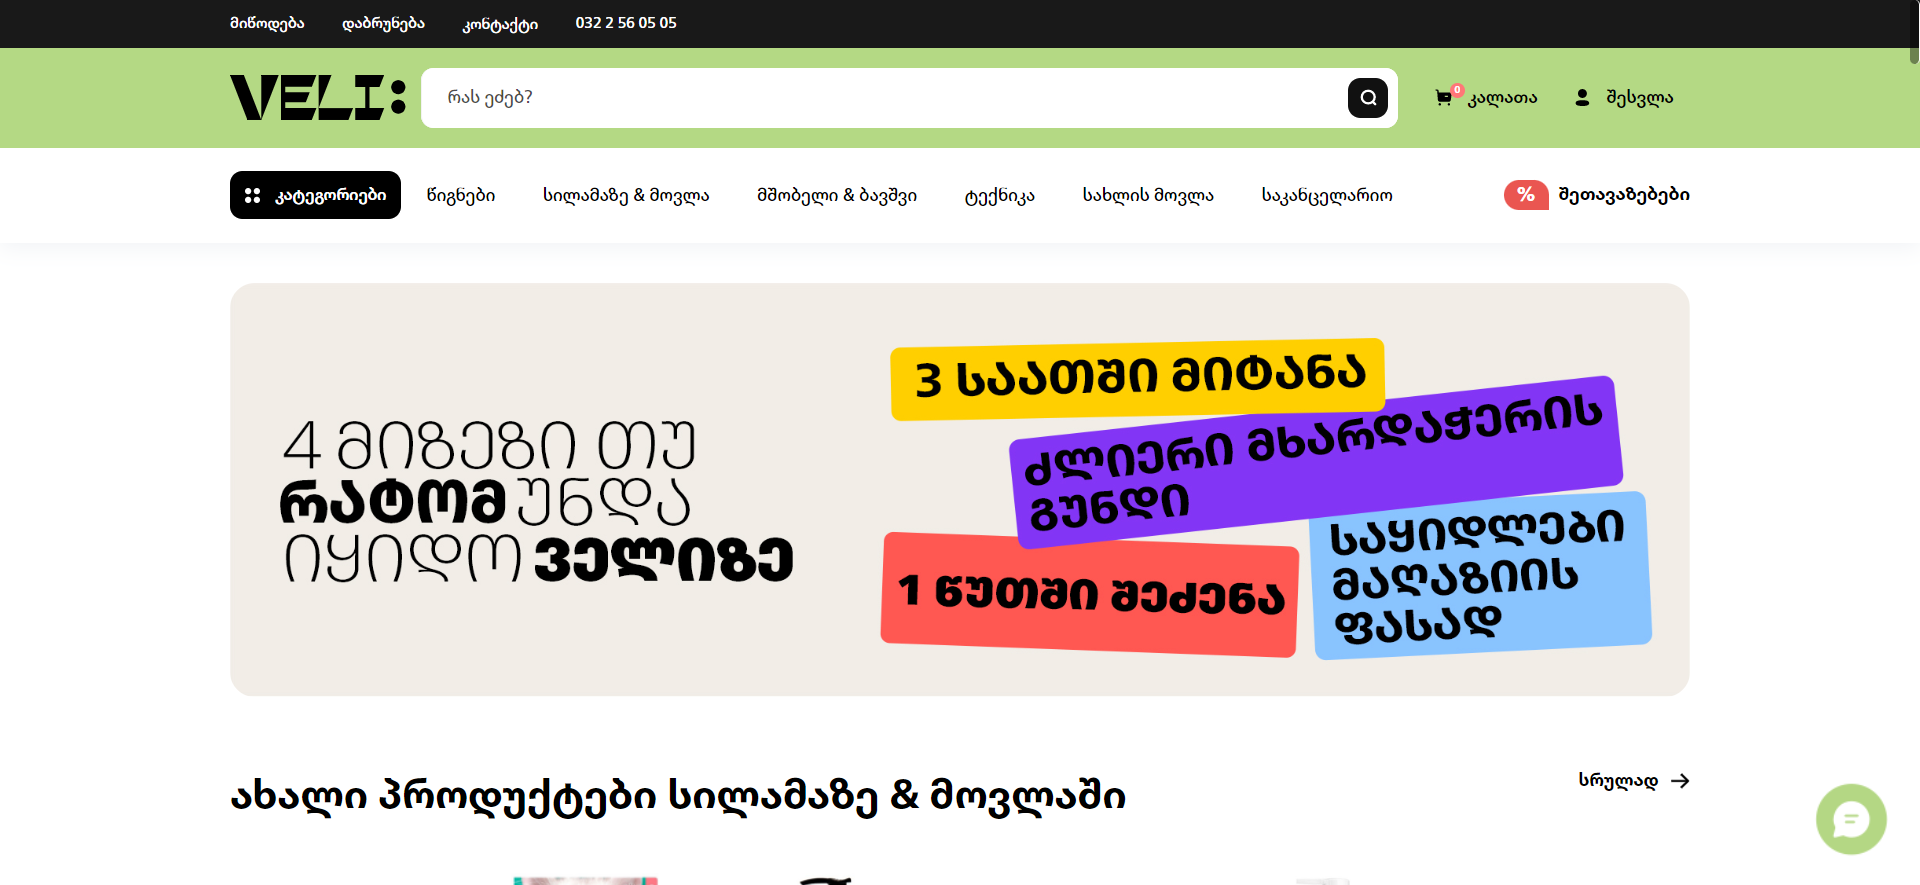 მიწოდება
დაბრუნება
კონტაქტი
032 2 56 05 05
VELI:
რას ეძებ?
0
კალათა
შესვლა
კატეგორიები
წიგნები
სილამაზე & მოვლა
მშობელი & ბავშვი
ტექნიკა
სახლის მოვლა
საკანცელარიო
%
შეთავაზებები
4 მიზეზი თუ
რატომ უნდა
იყიდო ველიზე
3 საათში მიტანა
ძლიერი მხარდაჭერის
გუნდი
1 წუთში შეძენა
საყიდლები
მაღაზიის
ფასად
ახალი პროდუქტები სილამაზე & მოვლაში
სრულად